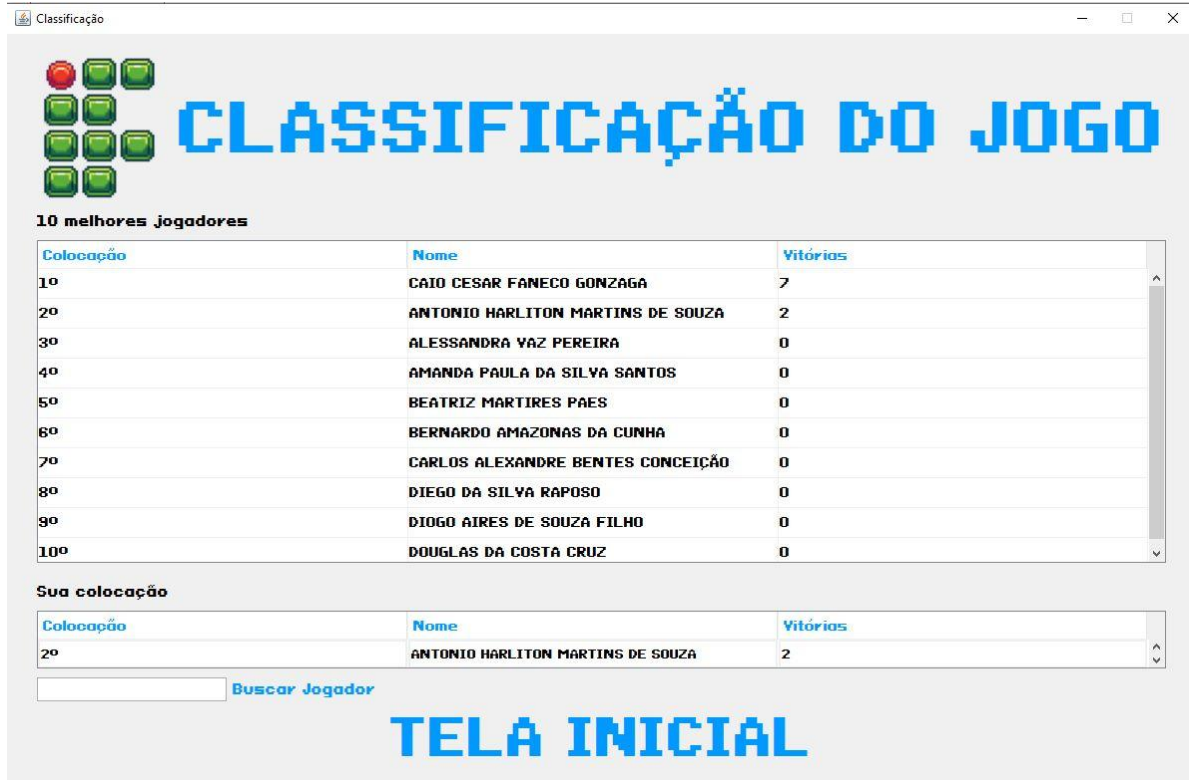 Classificação
CLASSIFICAÇÃO DO JOGO
10 melhores jogadores
Colocação Nome Vitórias
1º CAIO CESAR FANECO GONZAGA 7
2º ANTONIO HARLITON MARTINS DE SOUZA 2
3º ALESSANDRA VAZ PEREIRA 0
4º AMANDA PAULA DA SILVA SANTOS 0
5º BEATRIZ MARTIRES PAES 0
6º BERNARDO AMAZONAS DA CUNHA 0
7º CARLOS ALEXANDRE BENTES CONCEIÇÃO 0
8º DIEGO DA SILVA RAPOSO 0
9º DIOGO AIRES DE SOUZA FILHO 0
10º DOUGLAS DA COSTA CRUZ 0
Sua colocação
Colocação Nome Vitórias
2º ANTONIO HARLITON MARTINS DE SOUZA 2
Buscar Jogador
TELA INICIAL